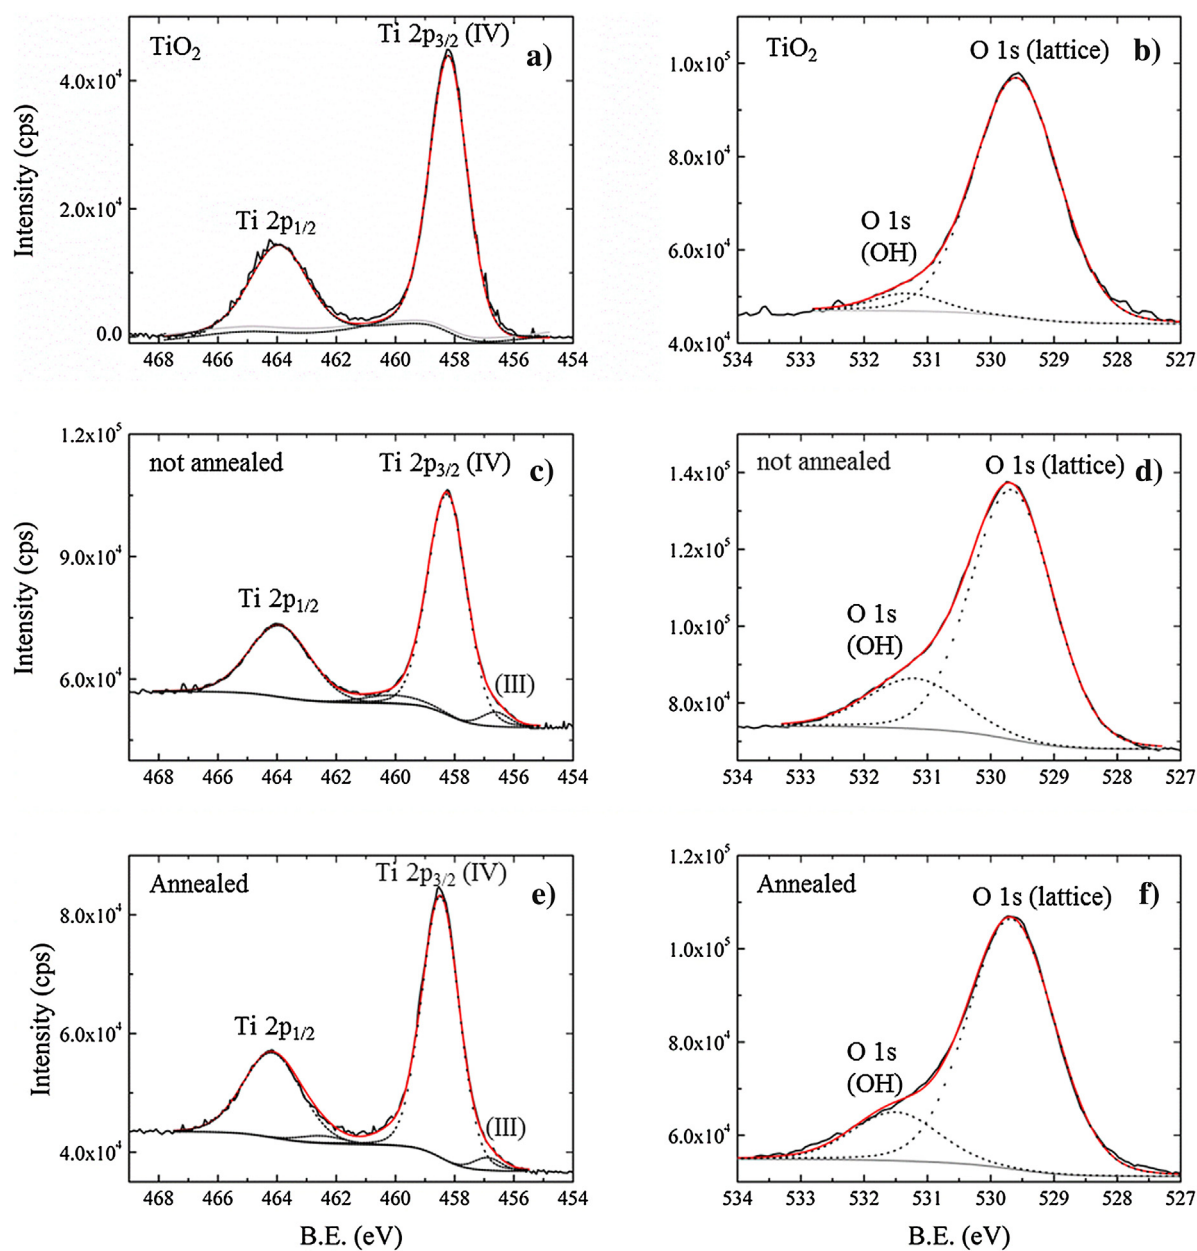 TiO2
Ti 2p3/2 (IV)
a)
Ti 2p1/2
Intensity (cps)
4.0x10^4
2.0x10^4
0.0
468 466 464 462 460 458 456 454
TiO2
O 1s (lattice)
b)
O 1s
(OH)
1.0x10^5
8.0x10^4
6.0x10^4
4.0x10^4
534 533 532 531 530 529 528 527
not annealed
Ti 2p3/2 (IV)
c)
Ti 2p1/2
(III)
Intensity (cps)
1.2x10^5
9.0x10^4
6.0x10^4
468 466 464 462 460 458 456 454
not annealed
O 1s (lattice)
d)
O 1s
(OH)
1.4x10^5
1.2x10^5
1.0x10^5
8.0x10^4
534 533 532 531 530 529 528 527
Annealed
Ti 2p3/2 (IV)
e)
Ti 2p1/2
(III)
Intensity (cps)
8.0x10^4
6.0x10^4
4.0x10^4
468 466 464 462 460 458 456 454
B.E. (eV)
Annealed
O 1s (lattice)
f)
O 1s
(OH)
1.2x10^5
1.0x10^5
8.0x10^4
6.0x10^4
534 533 532 531 530 529 528 527
B.E. (eV)